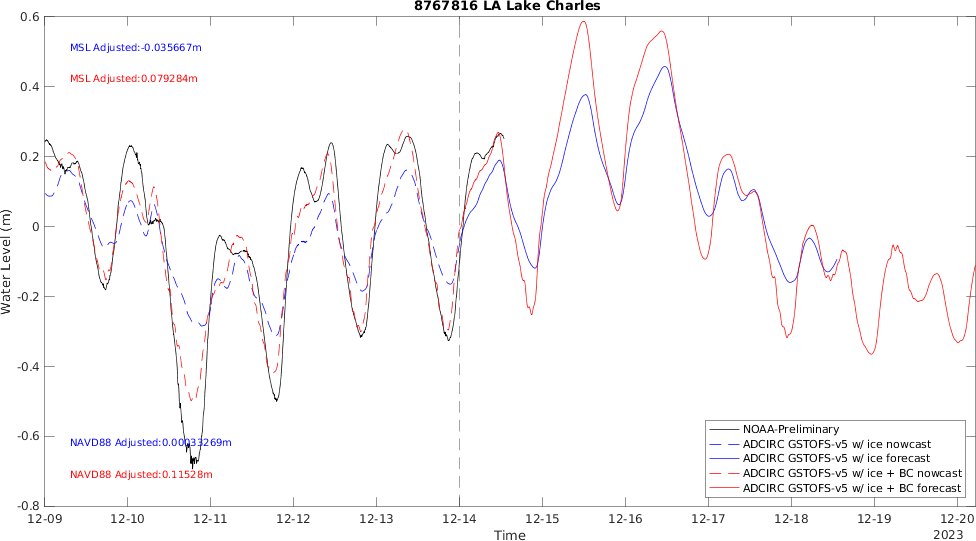 8767816 LA Lake Charles
0.6
MSL Adjusted:-0.035667m
MSL Adjusted:0.079284m
0.4
0.2
0
-0.2
-0.4
-0.6
-0.8
Water Level (m)
NAVD88 Adjusted:0.00033269m
NAVD88 Adjusted:0.11528m
NOAA-Preliminary
ADCIRC GSTOFS-v5 w/ ice nowcast
ADCIRC GSTOFS-v5 w/ ice forecast
ADCIRC GSTOFS-v5 w/ ice + BC nowcast
ADCIRC GSTOFS-v5 w/ ice + BC forecast
12-09 12-10 12-11 12-12 12-13 12-14 12-15 12-16 12-17 12-18 12-19 12-20
Time
2023